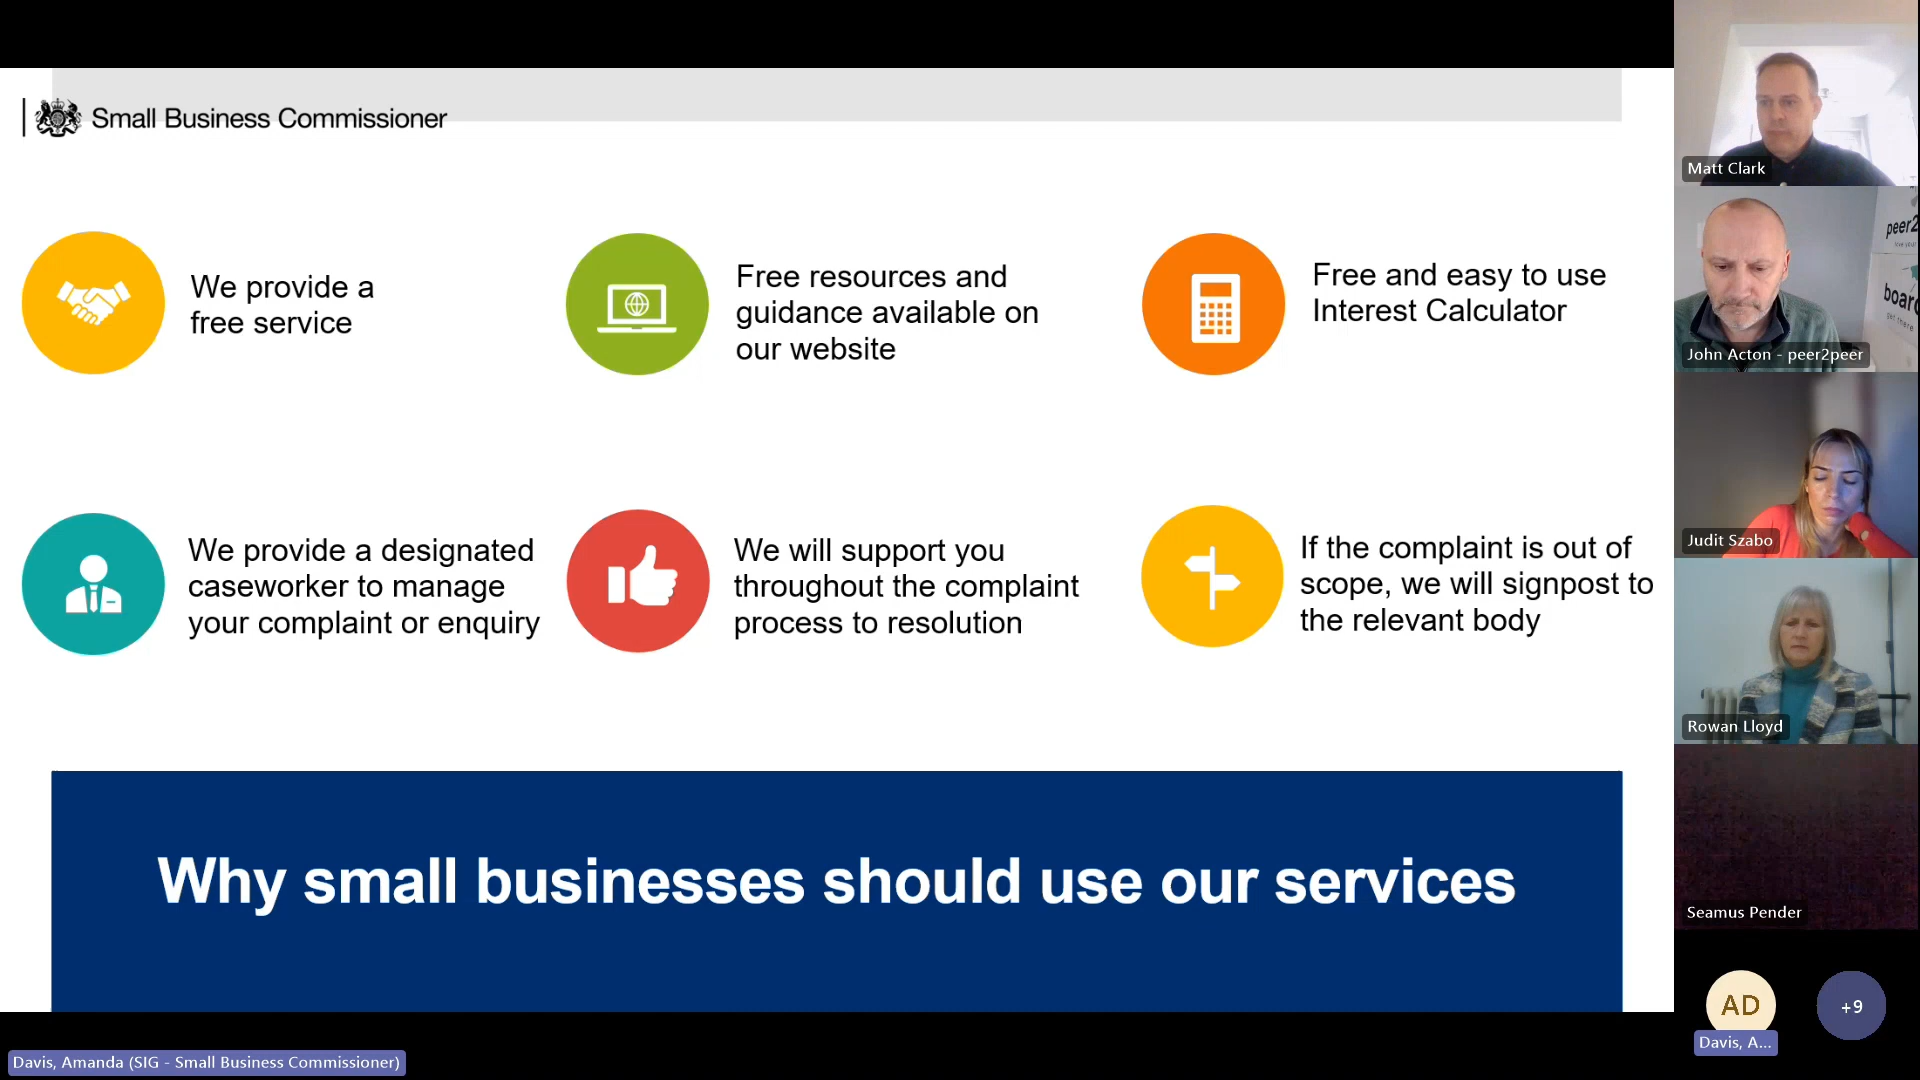 Small Business Commissioner
We provide a
free service
Free resources and
guidance available on
our website
Free and easy to use
Interest Calculator
We provide a designated
caseworker to manage
your complaint or enquiry
We will support you
throughout the complaint
process to resolution
If the complaint is out of
scope, we will signpost to
the relevant body
Why small businesses should use our services
Davis, Amanda (SIG - Small Business Commissioner)
Matt Clark
peer2
board
get there
John Acton - peer2peer
Judit Szabo
Rowan Lloyd
Seamus Pender
AD
Davis, A...
+9